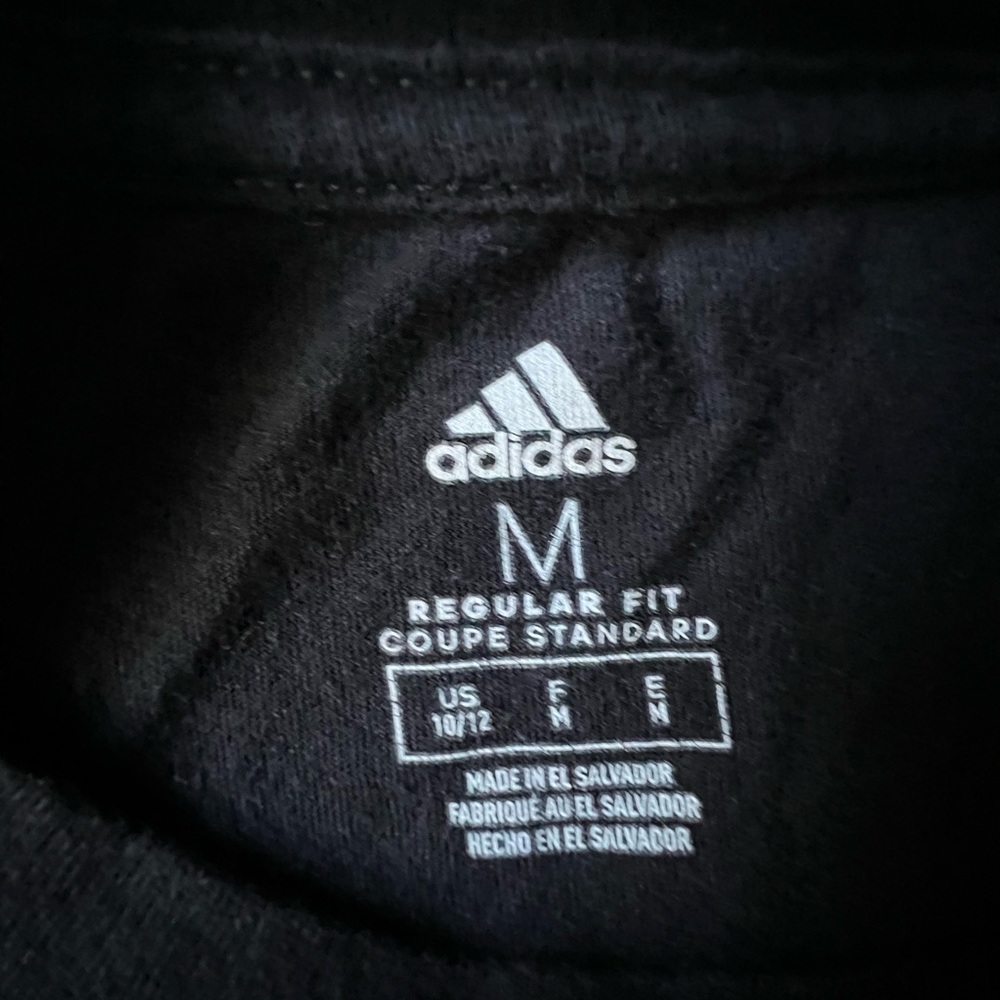 adidas
M
REGULAR FIT
COUPE STANDARD
US F E
10/12 M M
MADE IN EL SALVADOR
FABRIQUÉ AU EL SALVADOR
HECHO EN EL SALVADOR